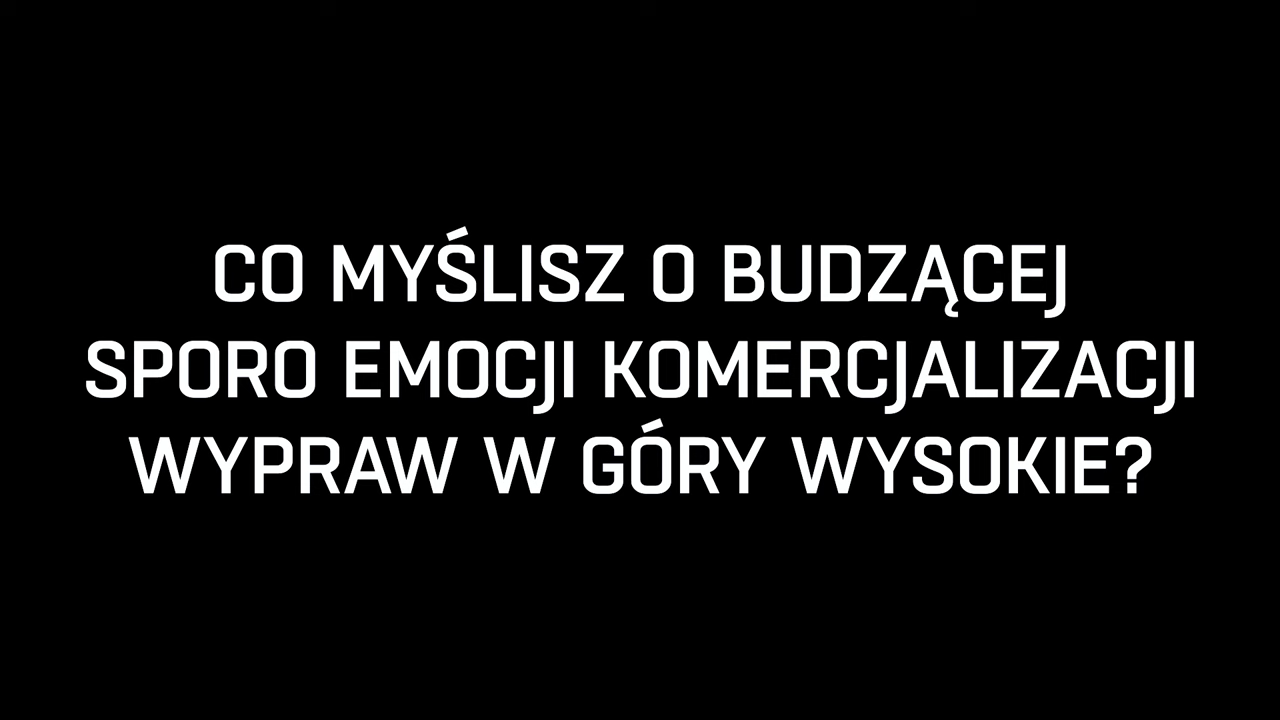 CO MYŚLISZ O BUDZĄCEJ
SPORO EMOCJI KOMERCJALIZACJI
WYPRAW W GÓRY WYSOKIE?